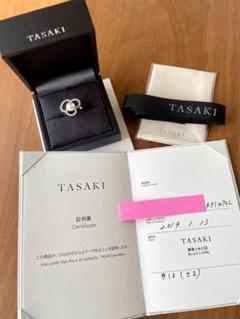 TASAKI
TASAKI
TASAKI
TASAKI
証明書
Certificate
この商品が、TASAKIのジュエリーであることを証明します。
We certify that this is an authentic TASAKI jewellery.
2019. 1. 13
TASAKI
#12 (±2)